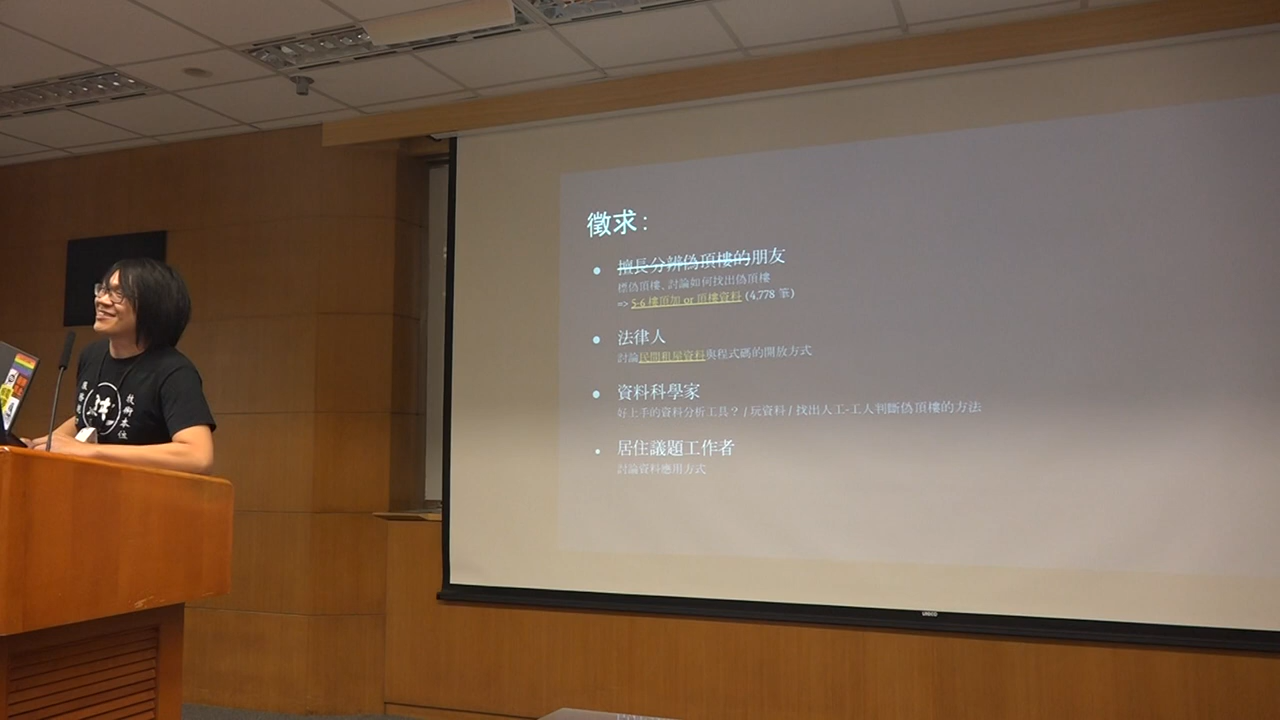 徵求：
擅長分辨偽頂樓的朋友
標偽頂樓、討論如何找出偽頂樓
=> 5-6 樓頂加 or 頂樓資料 (4,778 筆)
法律人
討論民間租屋資料與程式碼的開放方式
資料科學家
好上手的資料分析工具？ / 玩資料 / 找出人工-工人判斷偽頂樓的方法
居住議題工作者
討論資料應用方式
技術本位